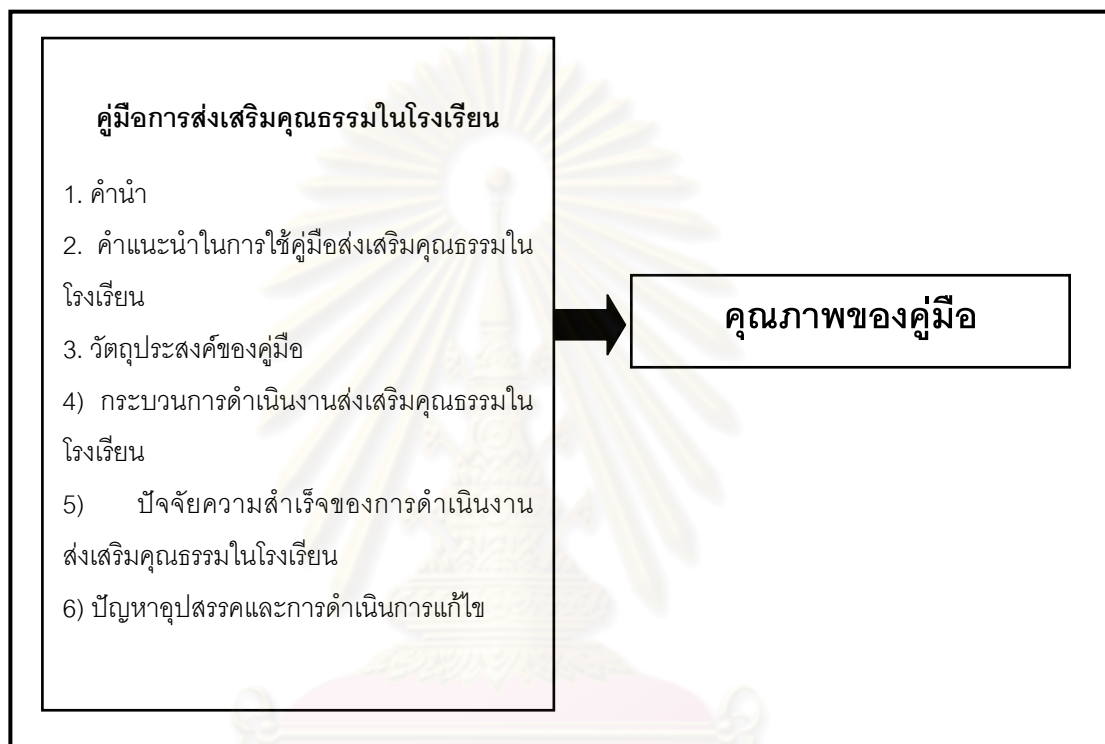 คู่มือการส่งเสริมคุณธรรมในโรงเรียน
1. คำนำ
2. คำแนะนำในการใช้คู่มือส่งเสริมคุณธรรมใน
โรงเรียน
3. วัตถุประสงค์ของคู่มือ
4) กระบวนการดำเนินงานส่งเสริมคุณธรรมใน
โรงเรียน
5) ปัจจัยความสำเร็จของการดำเนินงาน
ส่งเสริมคุณธรรมในโรงเรียน
6) ปัญหาอุปสรรคและการดำเนินการแก้ไข
คุณภาพของคู่มือ